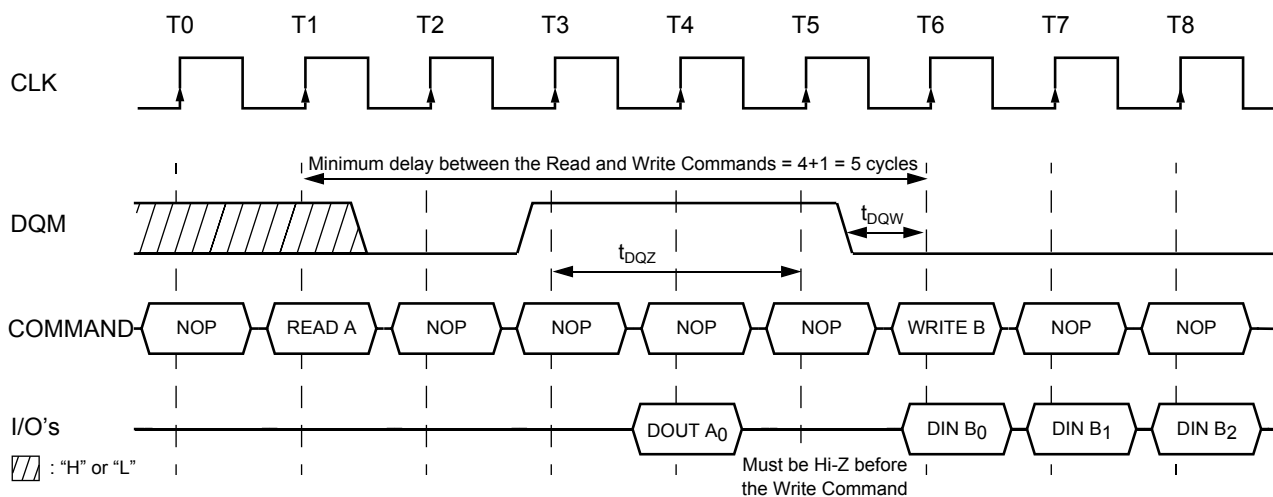 T0 T1 T2 T3 T4 T5 T6 T7 T8
CLK
Minimum delay between the Read and Write Commands = 4+1 = 5 cycles
DQM
tDQW
tDQZ
COMMAND NOP READ A NOP NOP NOP NOP WRITE B NOP NOP
I/O's DOUT A0 DIN B0 DIN B1 DIN B2
: “H” or “L”
Must be Hi-Z before
the Write Command